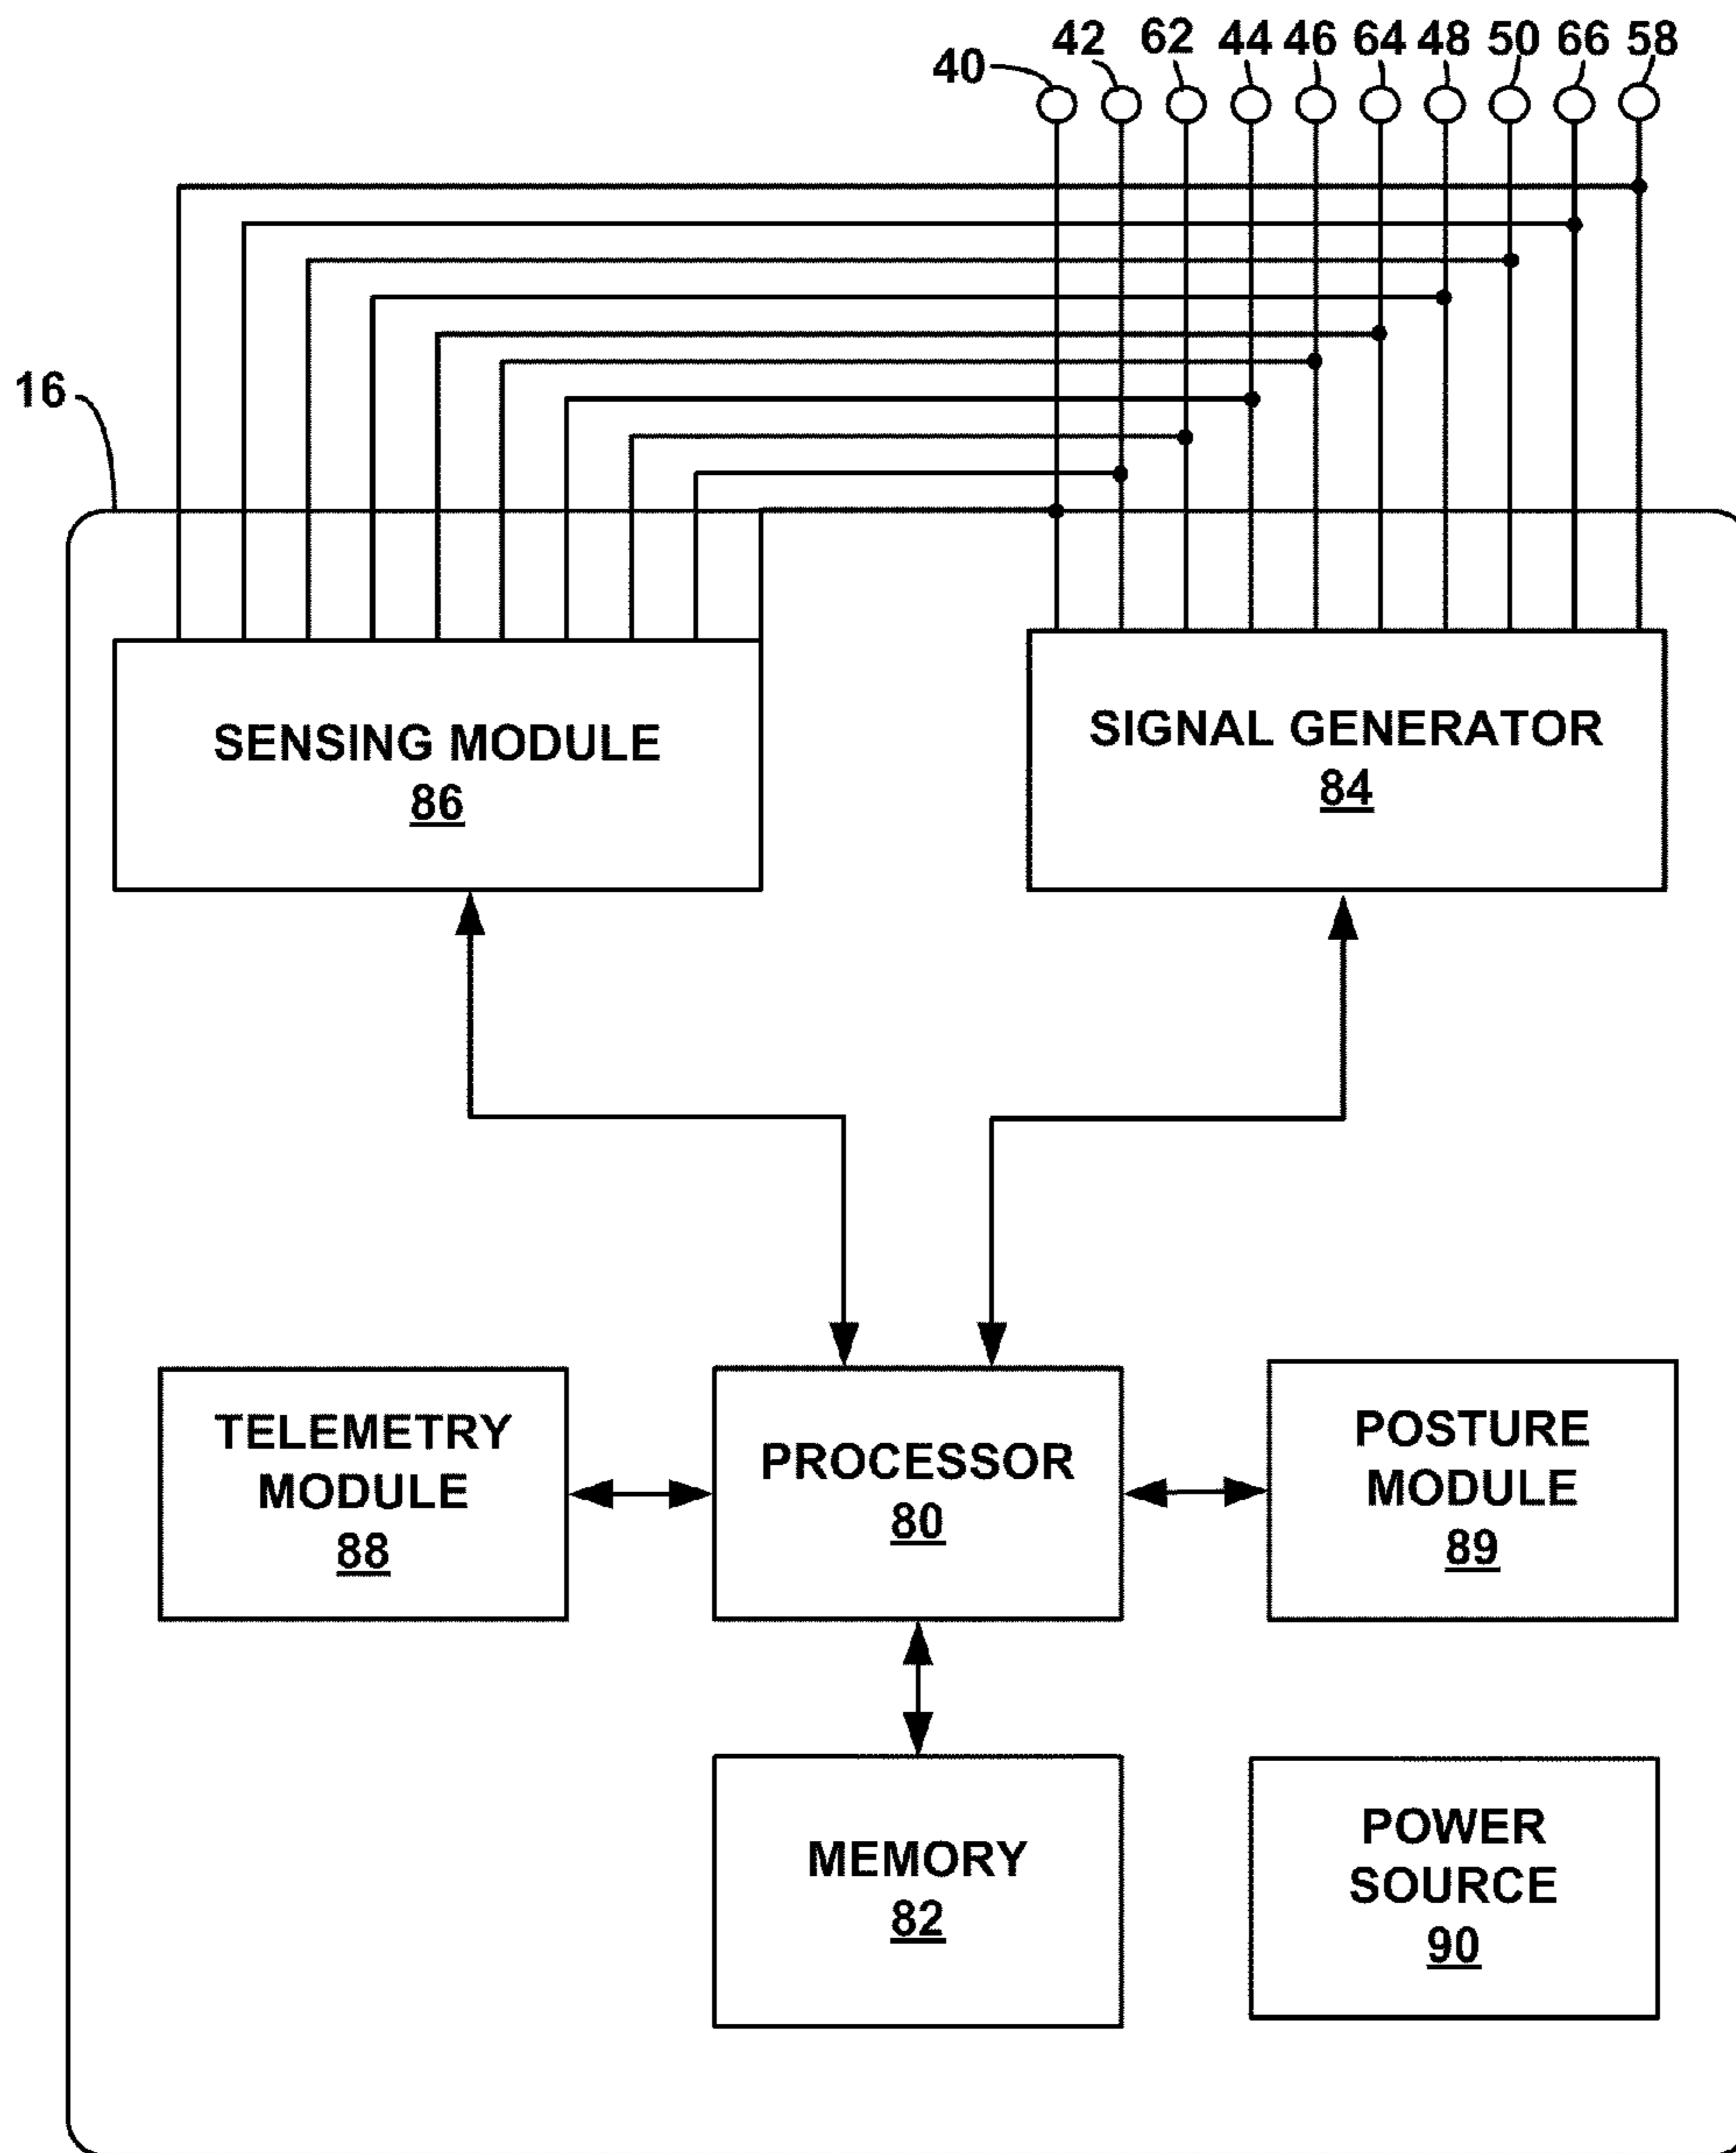 40 42 62 44 46 64 48 50 66 58
16
SENSING MODULE
86
SIGNAL GENERATOR
84
TELEMETRY
MODULE
88
PROCESSOR
80
POSTURE
MODULE
89
MEMORY
82
POWER
SOURCE
90